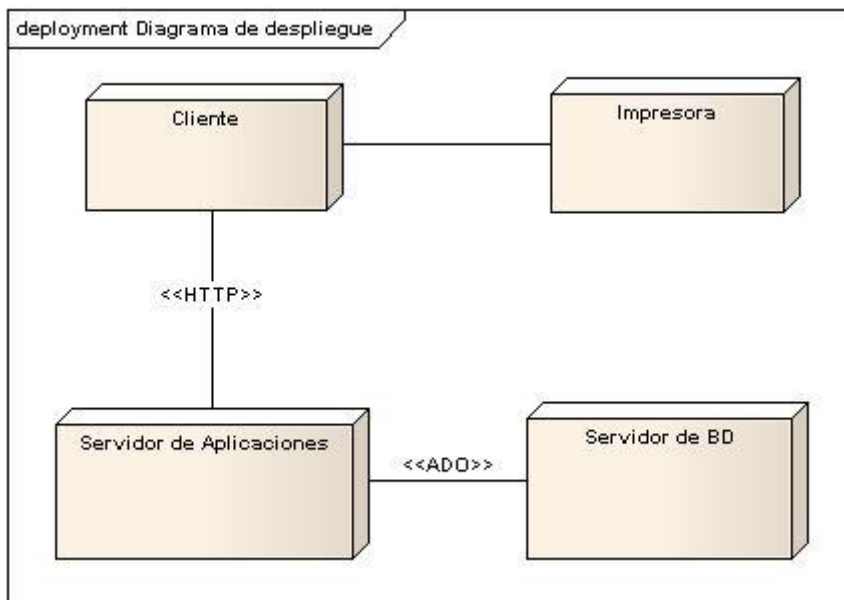 deployment Diagrama de despliegue
Cliente
Impresora
<<HTTP>>
Servidor de Aplicaciones
Servidor de BD
<<ADO>>